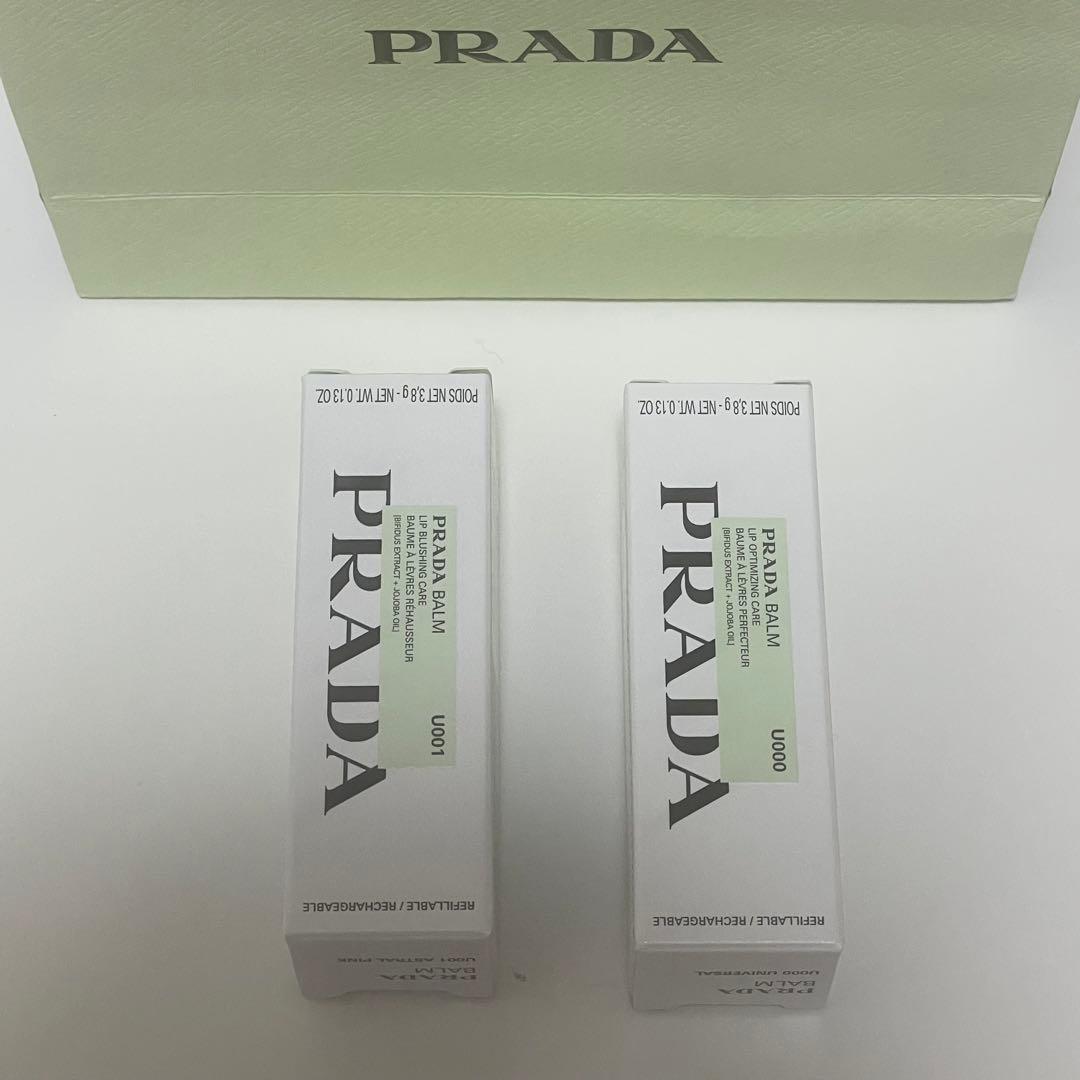 PRADA
POIDS NET 3,8 g - NET WT. 0.13 OZ.
PRADA
PRADA BALM
LIP BLUSHING CARE
BAUME À LÈVRES RÉHAUSSEUR
[BIFIDUS EXTRACT + JOJOBA OIL]
U001
REFILLABLE / RECHARGEABLE
PRADA
BALM
U001 ASTRAL PINK
POIDS NET 3,8 g - NET WT. 0.13 OZ.
PRADA
PRADA BALM
LIP OPTIMIZING CARE
BAUME À LÈVRES PERFECTEUR
[BIFIDUS EXTRACT + JOJOBA OIL]
U000
REFILLABLE / RECHARGEABLE
PRADA
BALM
U000 UNIVERSAL